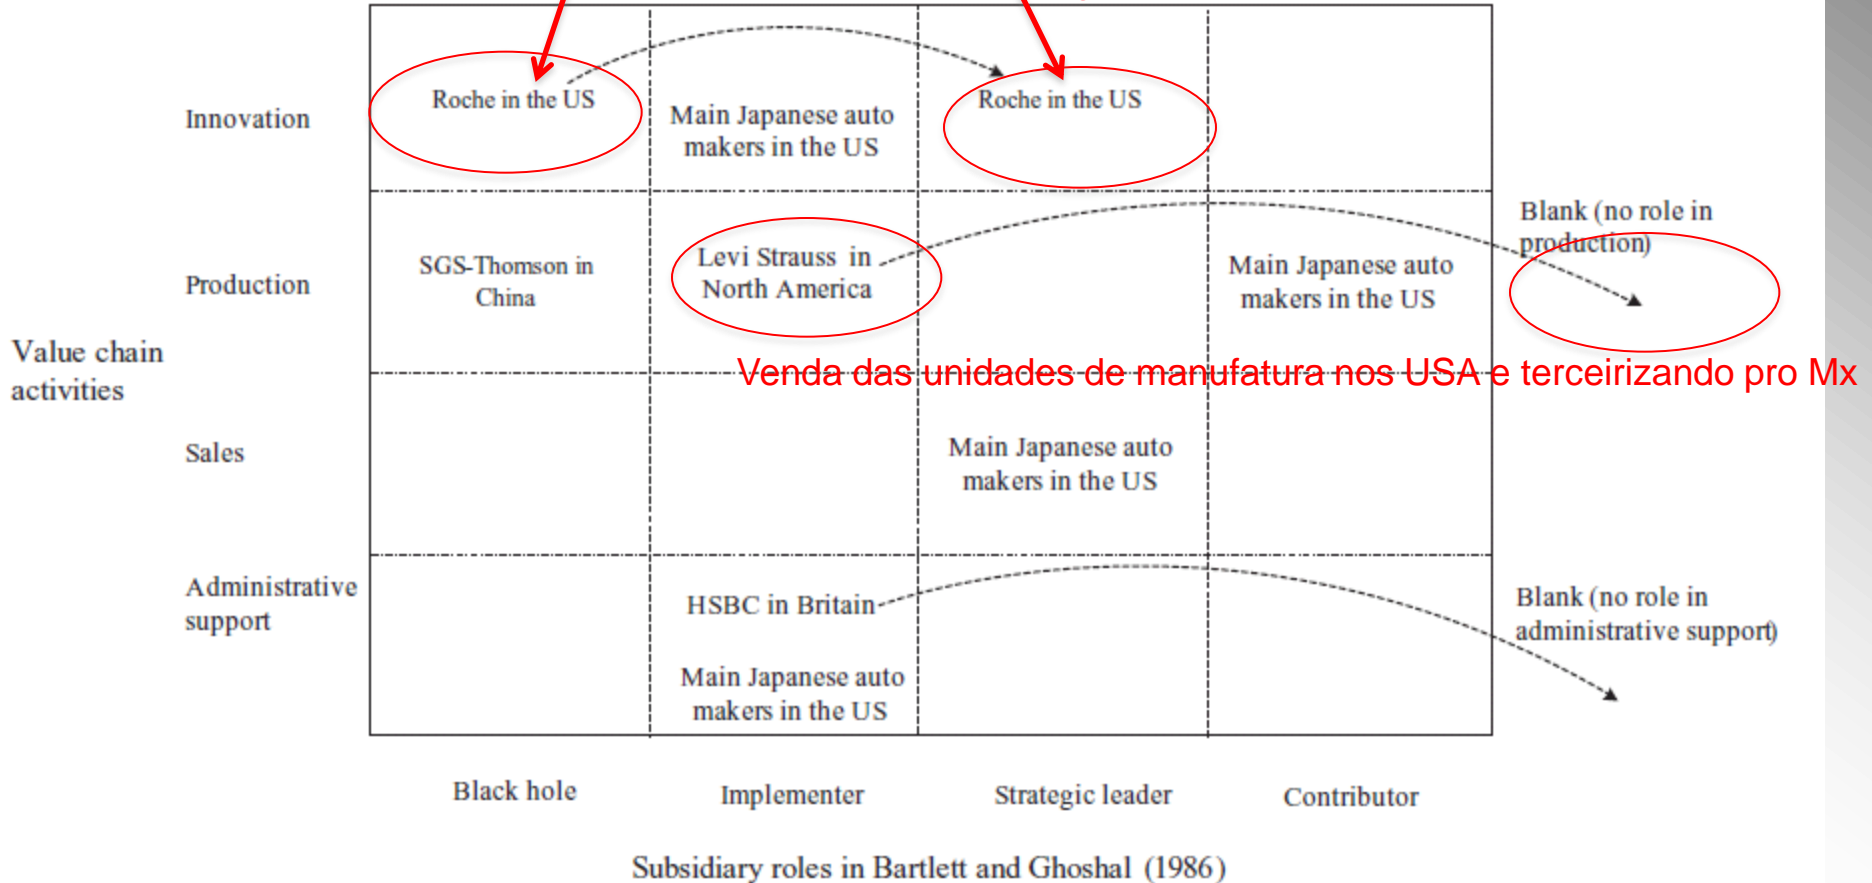 Roche in the US
Roche in the US
Innovation
Main Japanese auto
makers in the US
Blank (no role in
production)
Production
SGS-Thomson in
China
Levi Strauss in
North America
Main Japanese auto
makers in the US
Value chain
activities
Venda das unidades de manufatura nos USA e terceirizando pro Mx
Sales
Main Japanese auto
makers in the US
Administrative
support
HSBC in Britain
Blank (no role in
administrative support)
Main Japanese auto
makers in the US
Black hole
Implementer
Strategic leader
Contributor
Subsidiary roles in Bartlett and Ghoshal (1986)